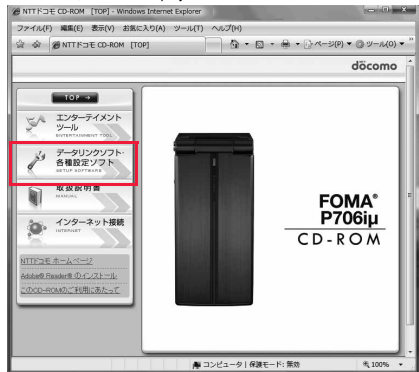 NTTドコモ CD-ROM [TOP] - Windows Internet Explorer
ファイル(F) 編集(E) 表示(V) お気に入り(A) ツール(T) ヘルプ(H)
NTTドコモ CD-ROM [TOP]
ページ(P) ツール(O)
döcomo
TOP
エンターテイメント
ツール
ENTERTAINMENT TOOL
データリンクソフト・
各種設定ソフト
SETUP SOFTWARE
取扱説明書
MANUAL
インターネット接続
INTERNET
NTTドコモ ホームページ
Adobe® Reader® のインストール
このCD-ROMのご利用にあたって
FOMA®
P706iμ
CD-ROM
コンピュータ | 保護モード: 無効
100%